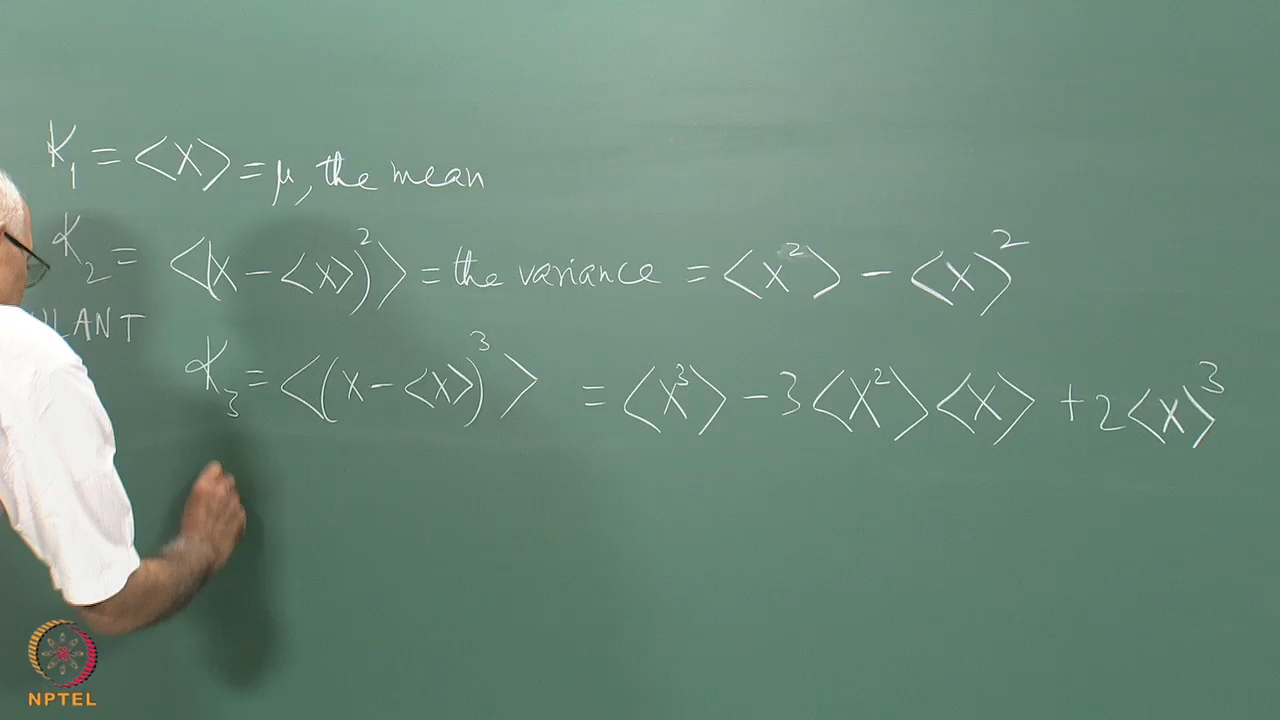 K₁ = <X> = μ, the mean
K₂ = <(X − <X>)²> = the variance = <X²> − <X>²
ULANT
K₃ = <(X − <X>)³> = <X³> − 3<X²><X> + 2<X>³
NPTEL